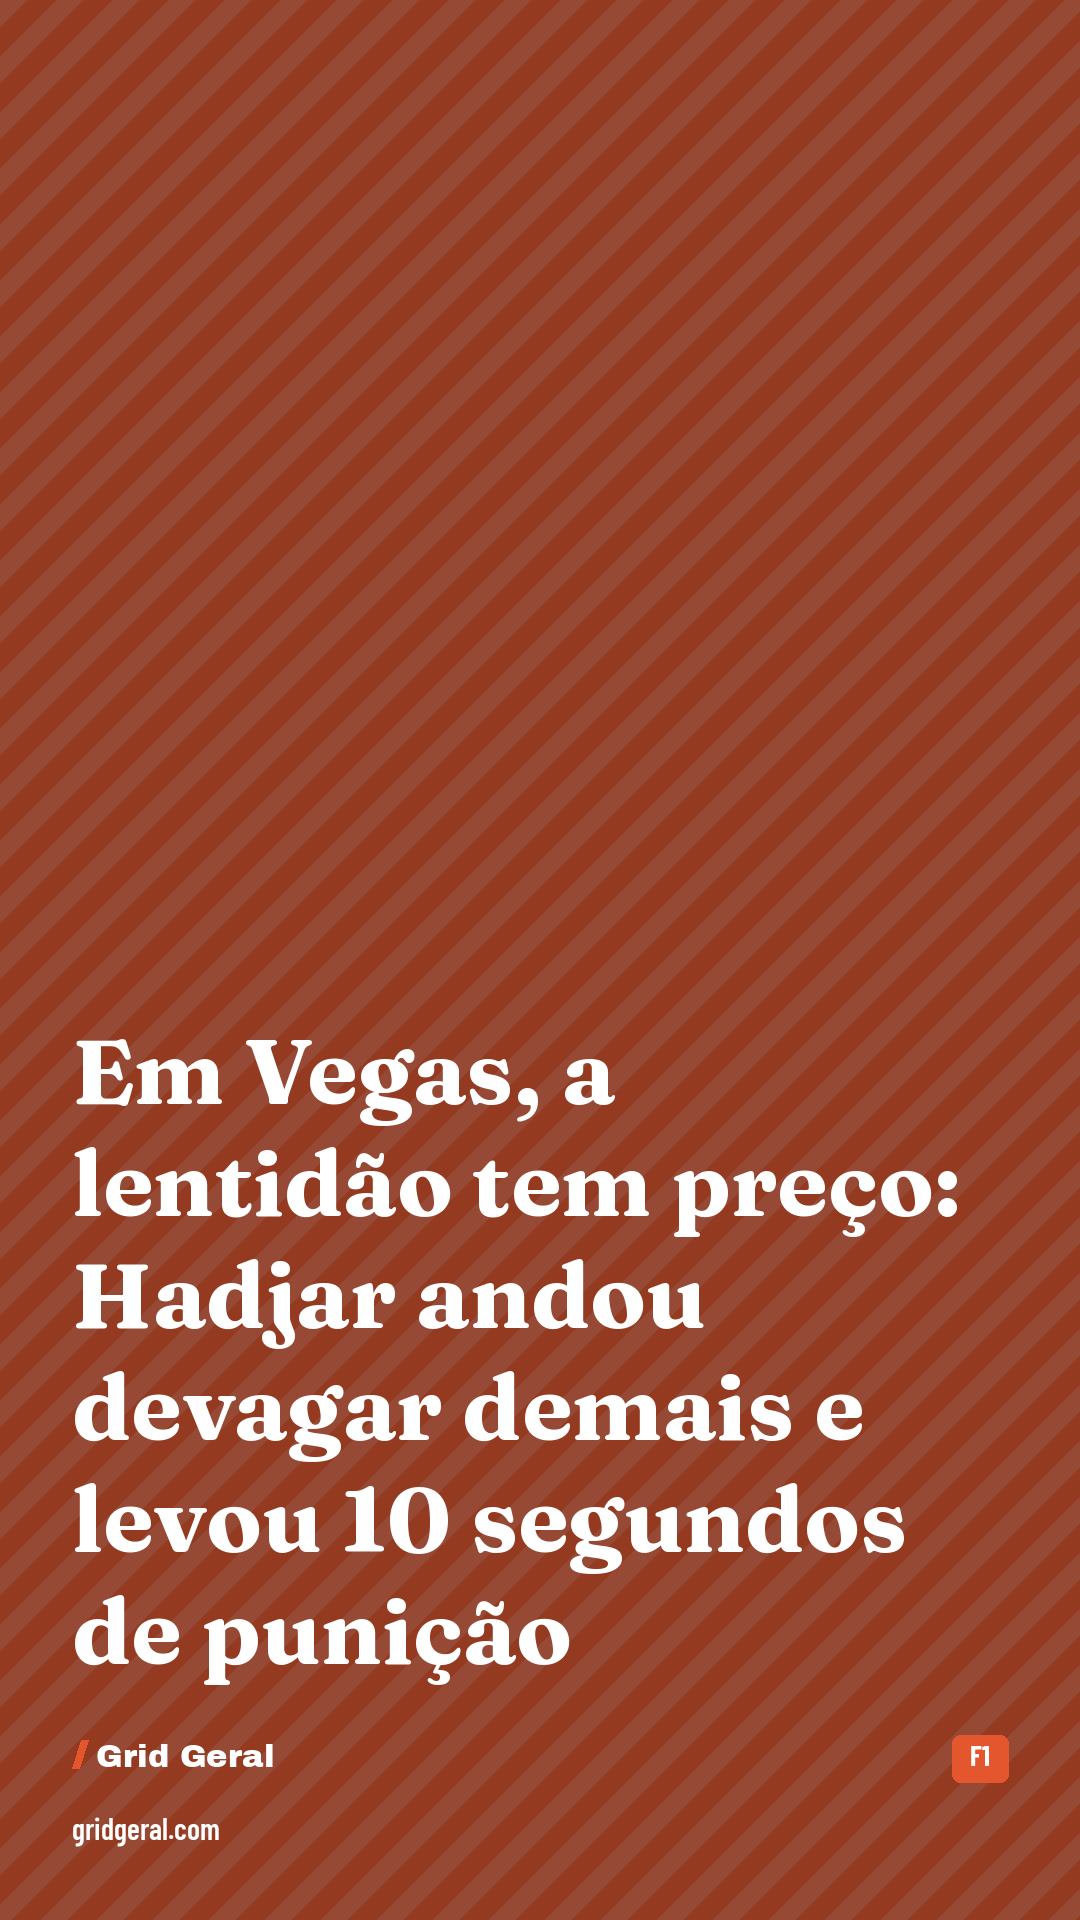 Em Vegas, a
lentidão tem preço:
Hadjar andou
devagar demais e
levou 10 segundos
de punição
/ Grid Geral
F1
gridgeral.com